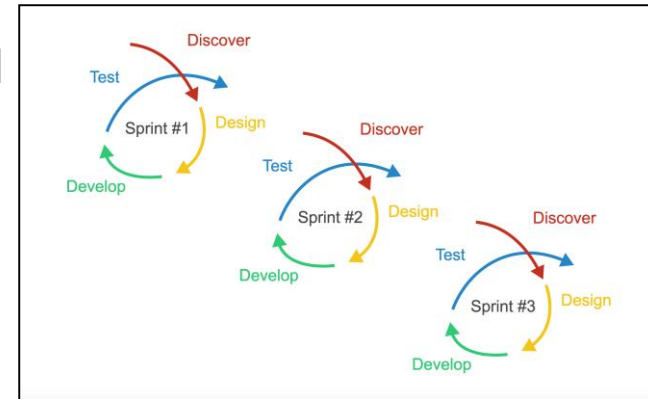 Discover
Test
Sprint #1
Design
Develop
Discover
Test
Sprint #2
Design
Develop
Discover
Test
Sprint #3
Design
Develop